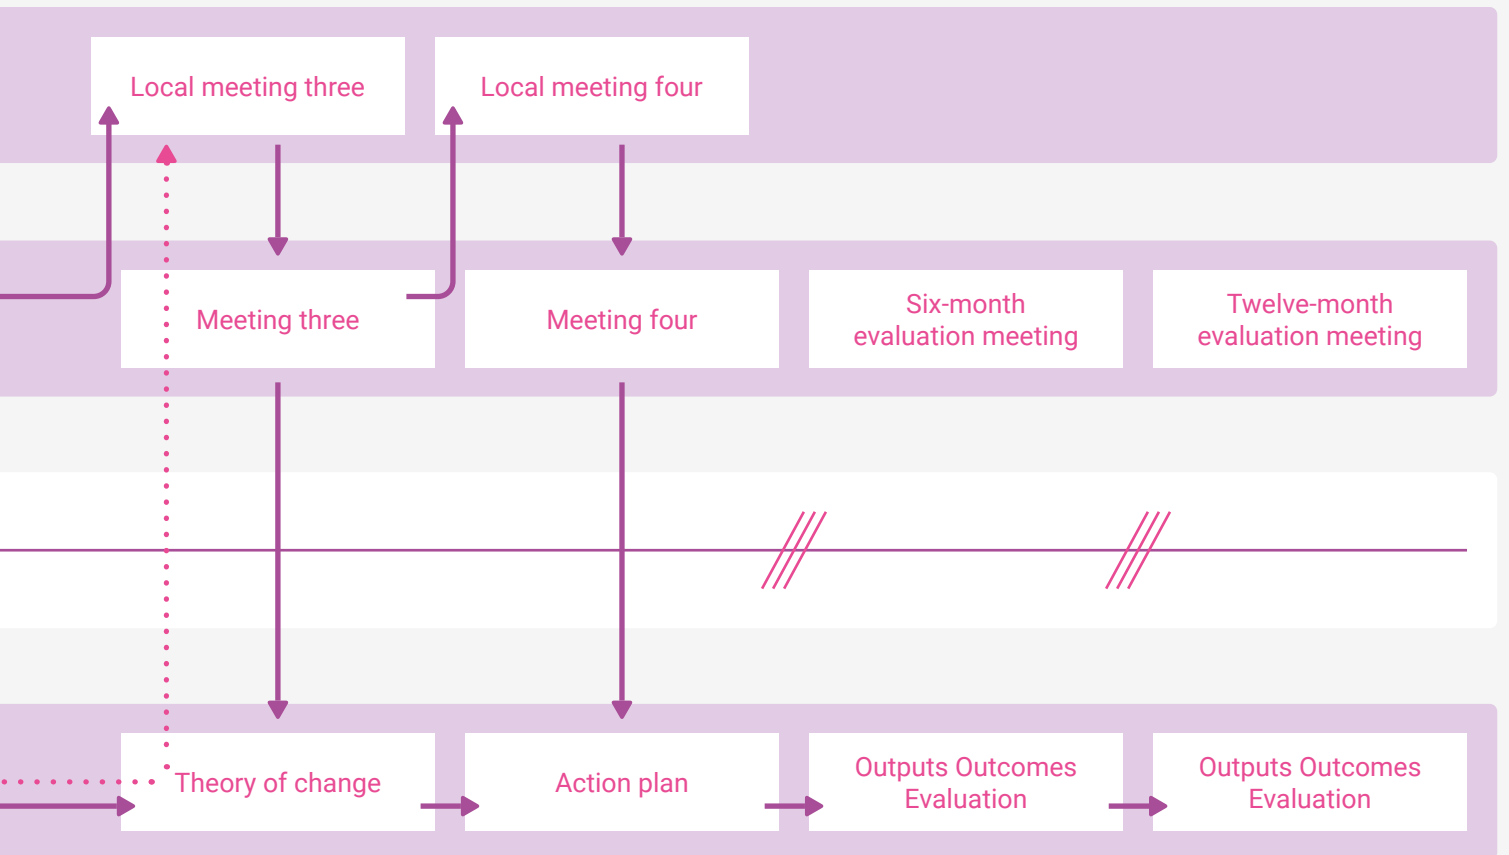 Local meeting three
Local meeting four
Meeting three
Meeting four
Six-month
evaluation meeting
Twelve-month
evaluation meeting
Theory of change
Action plan
Outputs Outcomes
Evaluation
Outputs Outcomes
Evaluation